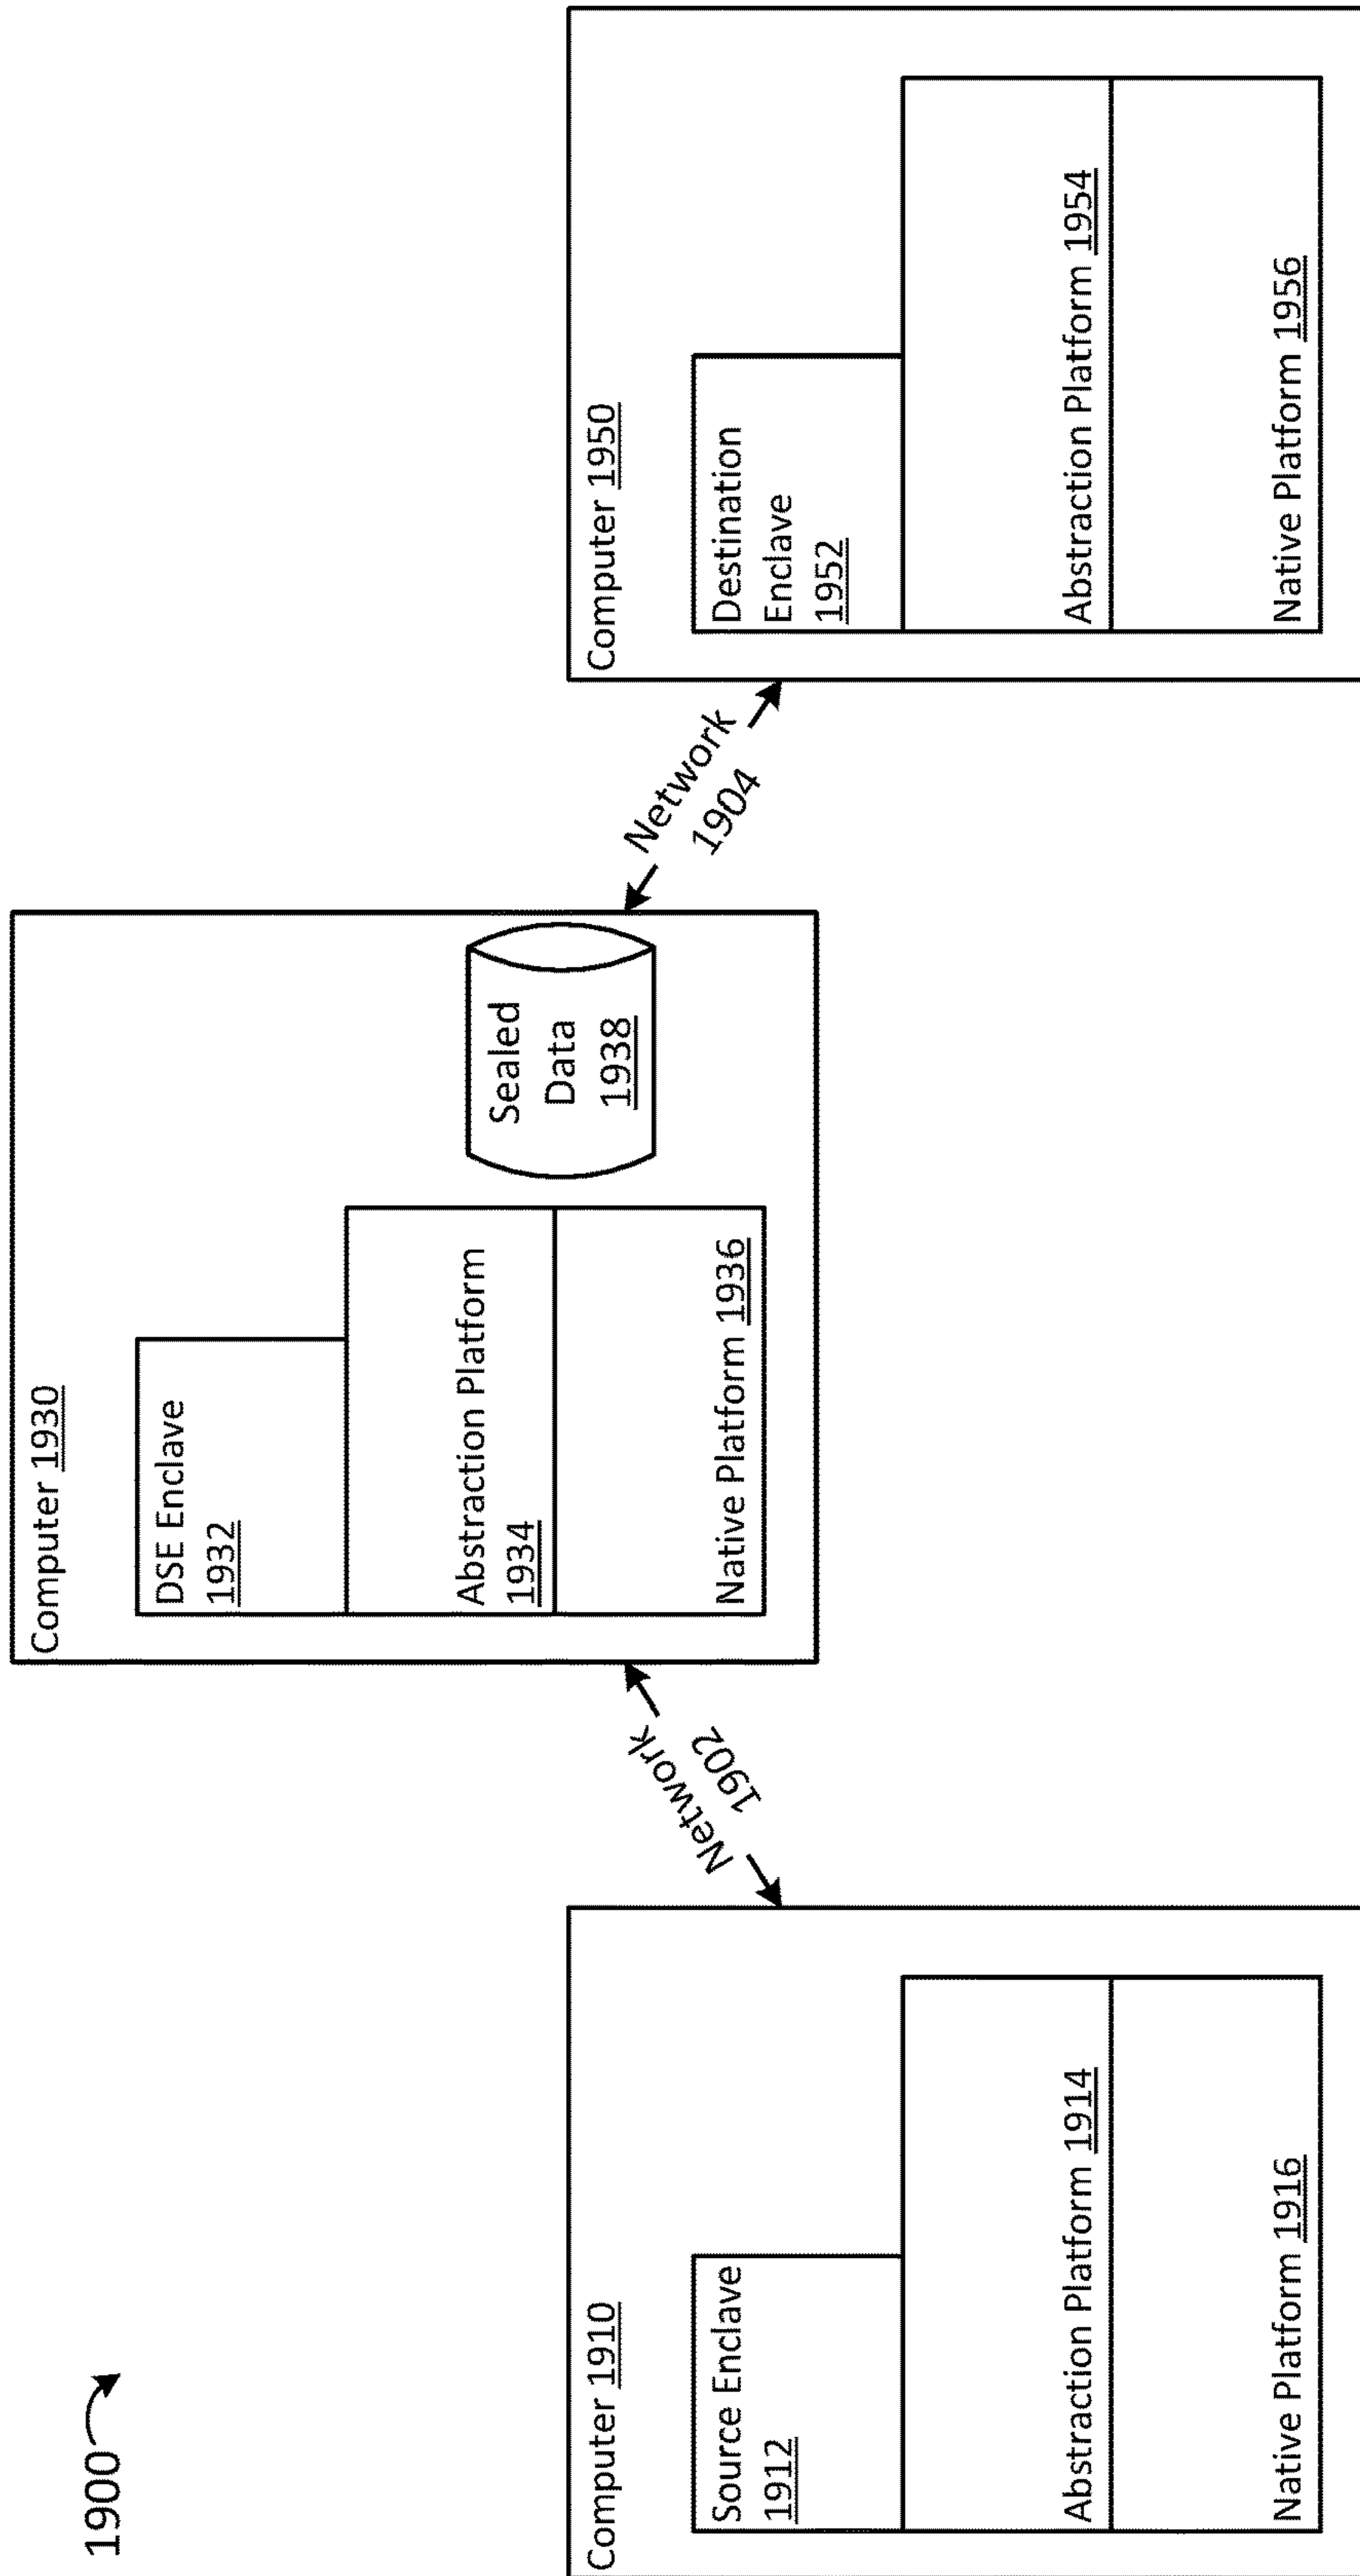 1900
Computer 1910
Source Enclave
1912
Abstraction Platform 1914
Native Platform 1916
Network
1902
Computer 1930
DSE Enclave
1932
Abstraction Platform
1934
Native Platform 1936
Sealed
Data
1938
Network
1904
Computer 1950
Destination
Enclave
1952
Abstraction Platform 1954
Native Platform 1956